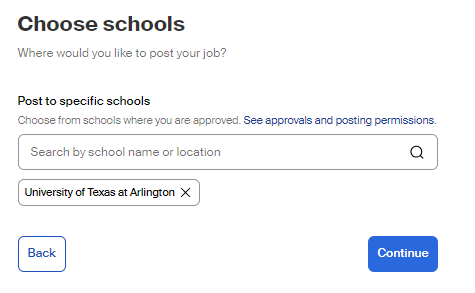 Choose schools
Where would you like to post your job?
Post to specific schools
Choose from schools where you are approved. See approvals and posting permissions.
Search by school name or location
University of Texas at Arlington
Back
Continue